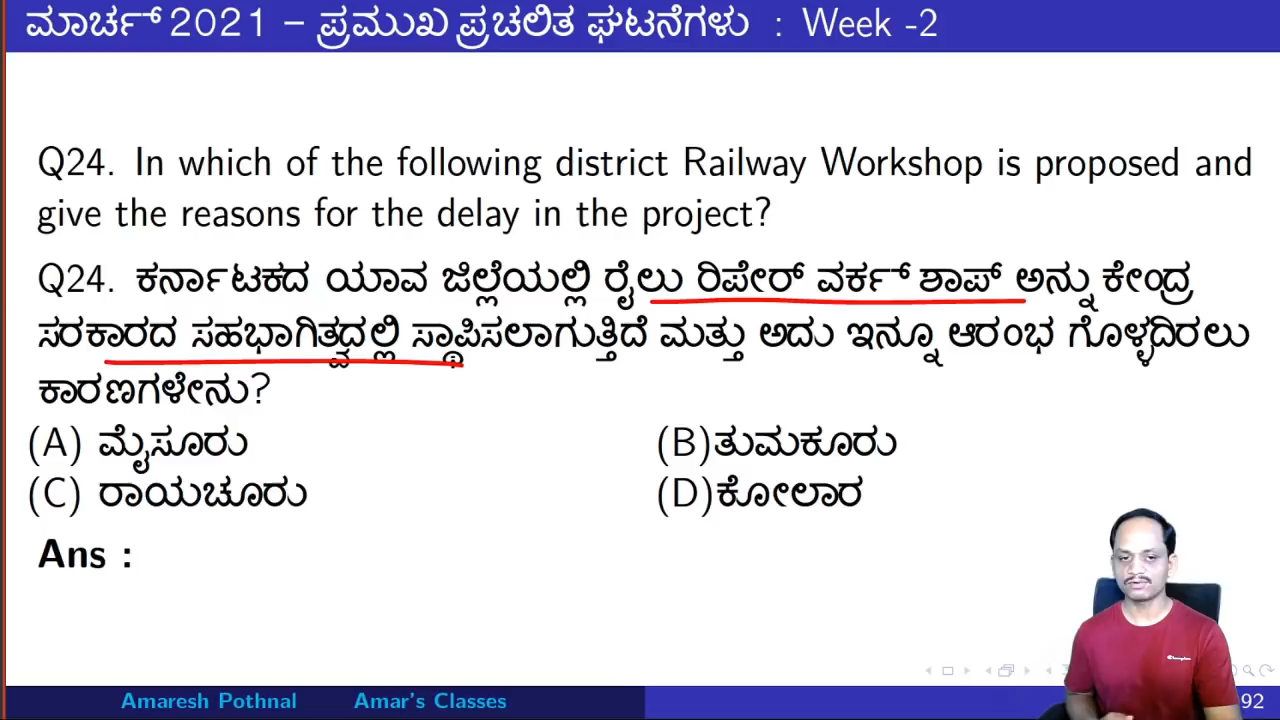 ಮಾರ್ಚ್ 2021 – ಪ್ರಮುಖ ಪ್ರಚಲಿತ ಘಟನೆಗಳು : Week -2
Q24. In which of the following district Railway Workshop is proposed and
give the reasons for the delay in the project?
Q24. ಕರ್ನಾಟಕದ ಯಾವ ಜಿಲ್ಲೆಯಲ್ಲಿ ರೈಲು ರಿಪೇರ್ ವರ್ಕ್ ಶಾಪ್ ಅನ್ನು ಕೇಂದ್ರ
ಸರಕಾರದ ಸಹಭಾಗಿತ್ವದಲ್ಲಿ ಸ್ಥಾಪಿಸಲಾಗುತ್ತಿದೆ ಮತ್ತು ಅದು ಇನ್ನೂ ಆರಂಭ ಗೊಳ್ಳದಿರಲು
ಕಾರಣಗಳೇನು?
(A) ಮೈಸೂರು (B)ತುಮಕೂರು
(C) ರಾಯಚೂರು (D)ಕೋಲಾರ
Ans :
Amaresh Pothnal Amar's Classes 92